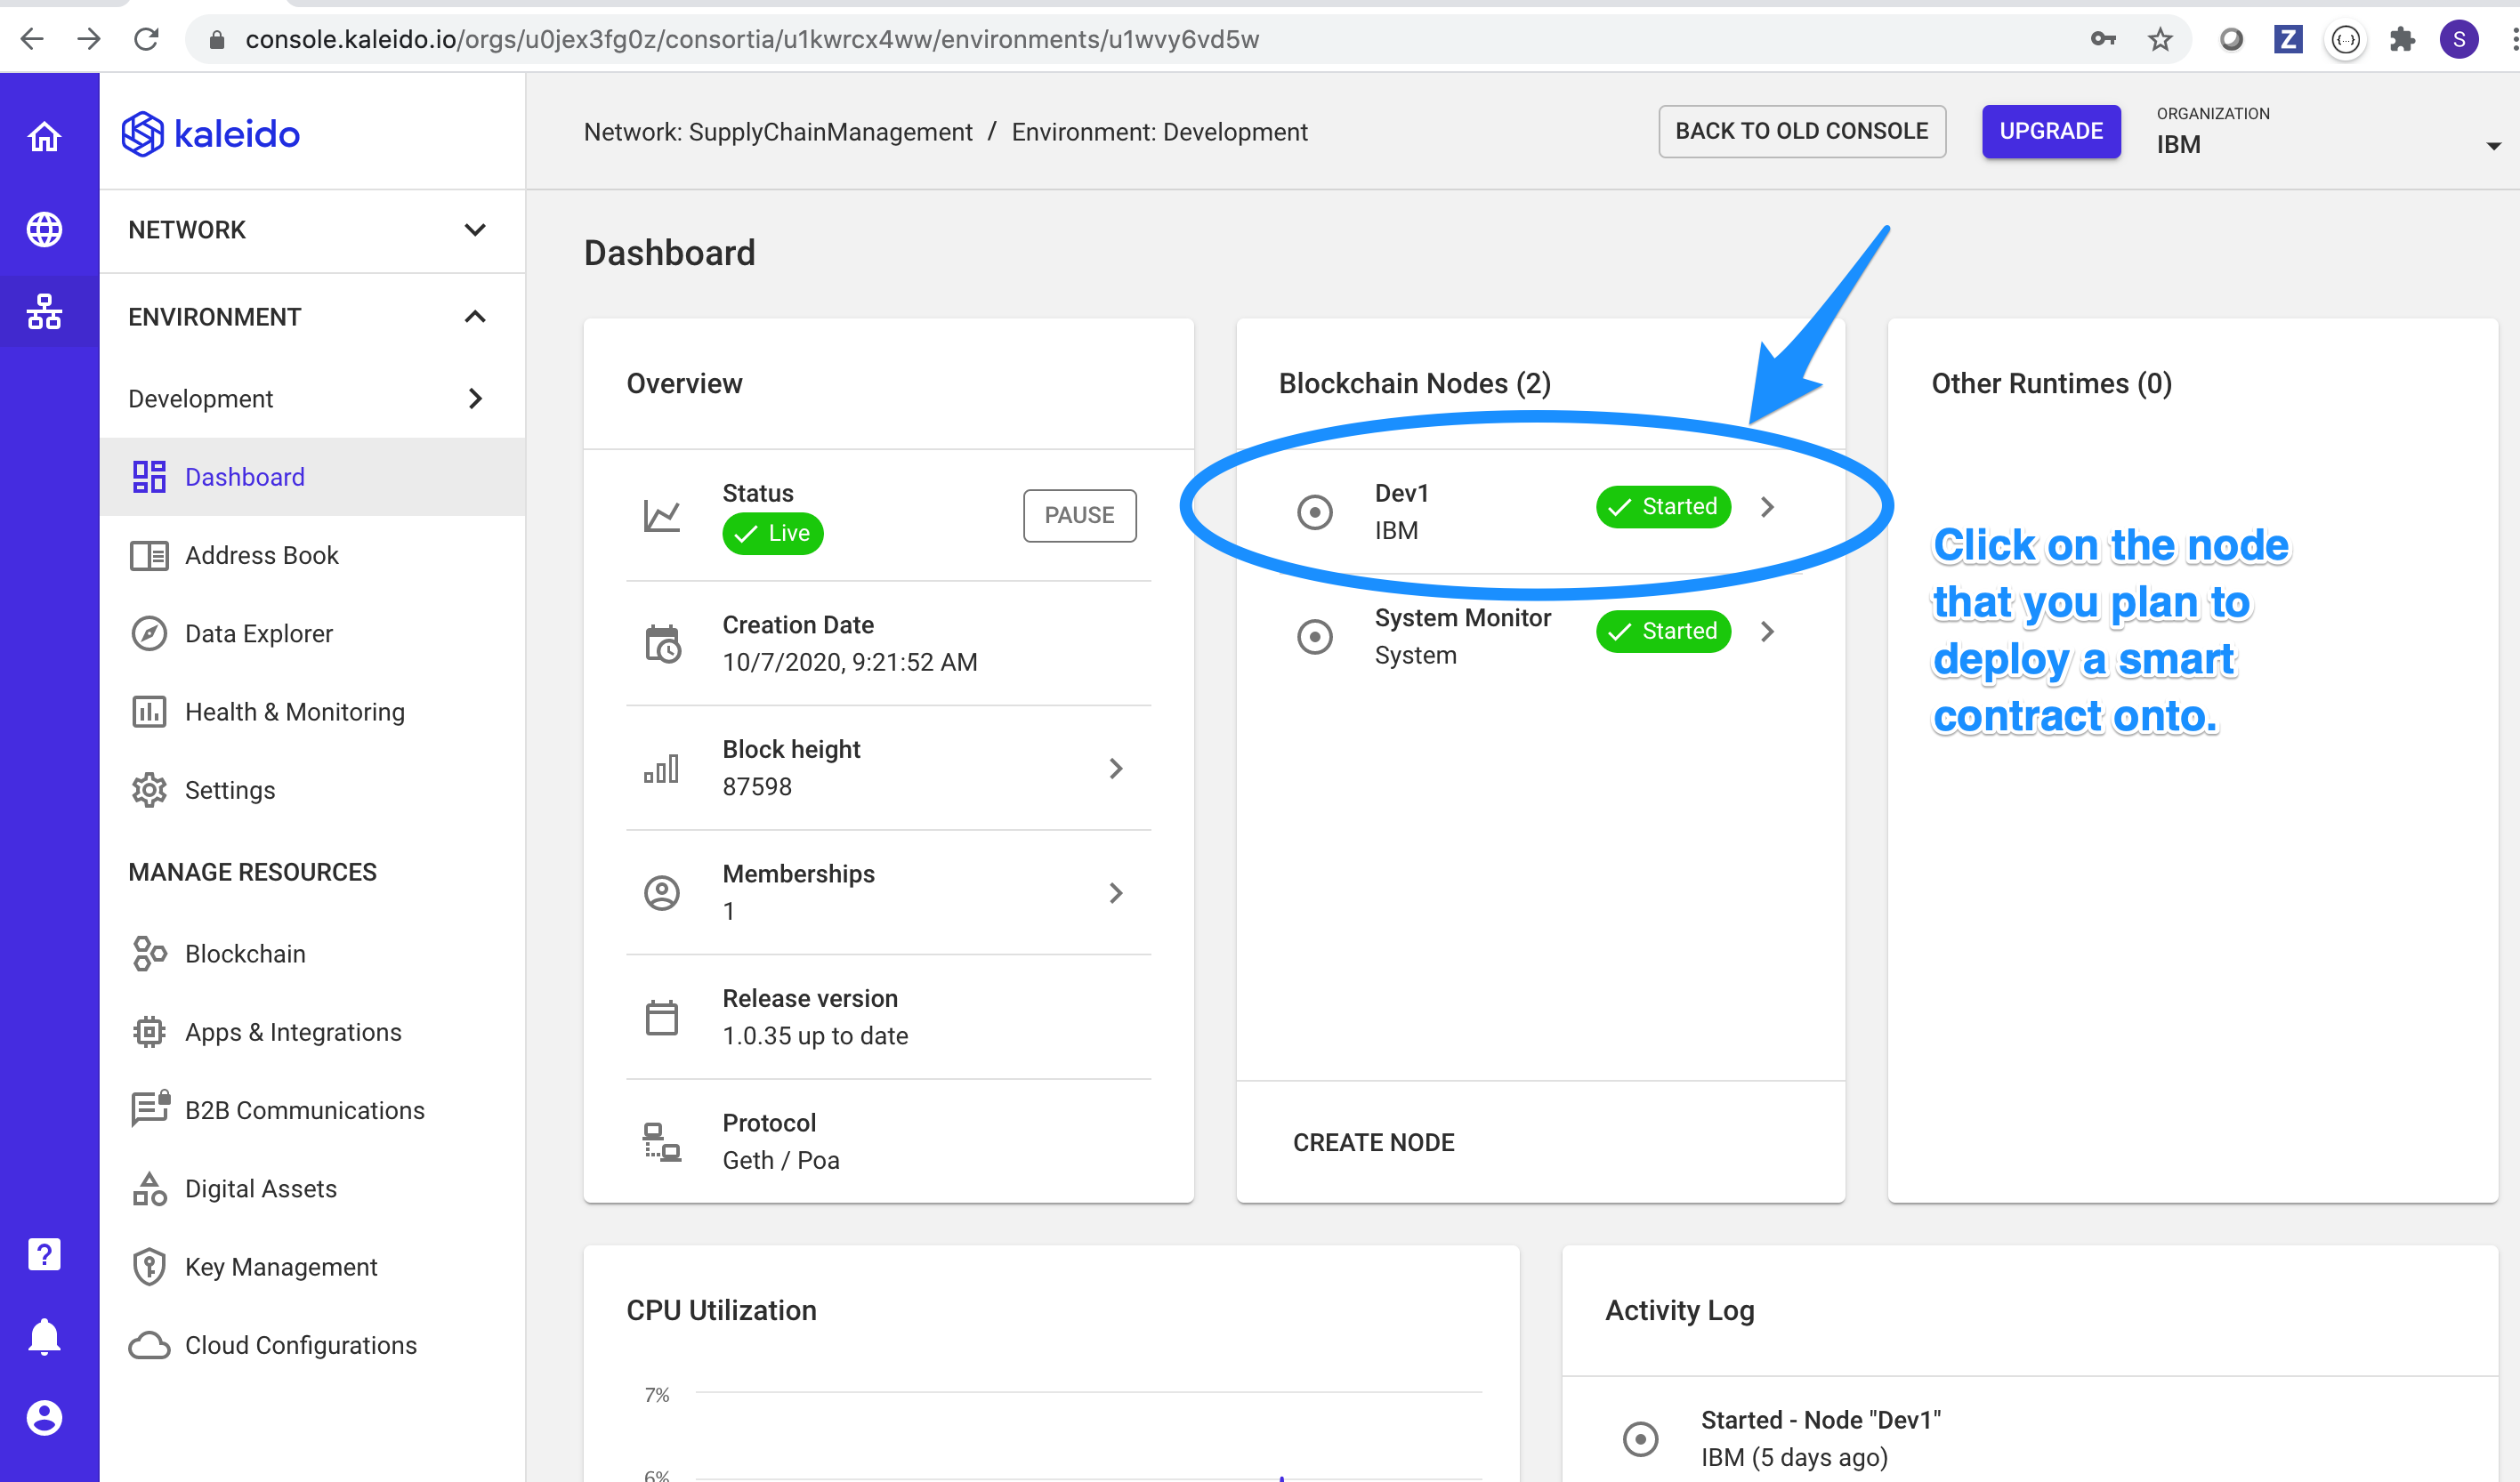 console.kaleido.io/orgs/u0jex3fg0z/consortia/u1kwrcx4ww/environments/u1wvy6vd5w
Z
{...}
S
kaleido
Network: SupplyChainManagement / Environment: Development
BACK TO OLD CONSOLE
UPGRADE
ORGANIZATION
IBM
NETWORK
ENVIRONMENT
Development
Dashboard
Address Book
Data Explorer
Health & Monitoring
Settings
MANAGE RESOURCES
Blockchain
Apps & Integrations
B2B Communications
Digital Assets
Key Management
Cloud Configurations
?
Dashboard
Overview
Status
Live
PAUSE
Creation Date
10/7/2020, 9:21:52 AM
Block height
87598
Memberships
1
Release version
1.0.35 up to date
Protocol
Geth / Poa
Blockchain Nodes (2)
Dev1
IBM
Started
System Monitor
System
Started
CREATE NODE
Other Runtimes (0)
Click on the node
that you plan to
deploy a smart
contract onto.
CPU Utilization
7%
6%
Activity Log
Started - Node "Dev1"
IBM (5 days ago)